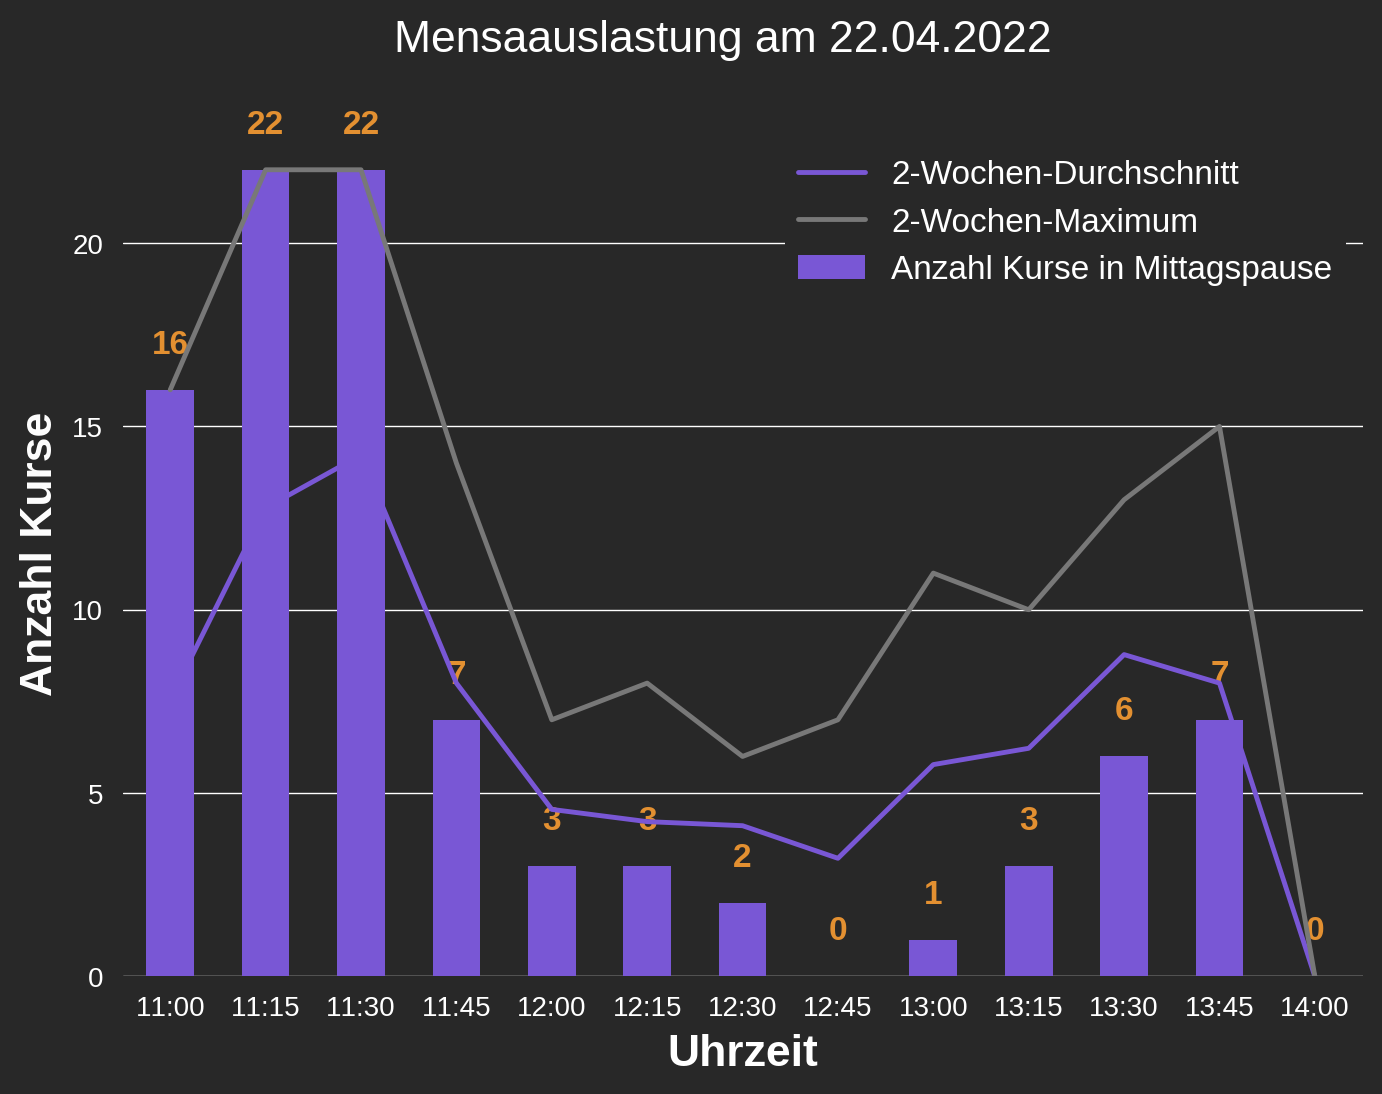 Mensaauslastung am 22.04.2022
22 22
2-Wochen-Durchschnitt
2-Wochen-Maximum
Anzahl Kurse in Mittagspause
20
16
15
Anzahl Kurse
10
7 7
6
5
3 3 3
2
1
0 0
0
11:00 11:15 11:30 11:45 12:00 12:15 12:30 12:45 13:00 13:15 13:30 13:45 14:00
Uhrzeit